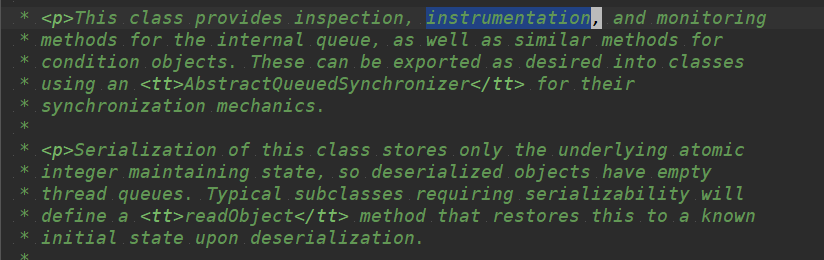 * <p>This class provides inspection, instrumentation, and monitoring
* methods for the internal queue, as well as similar methods for
* condition objects. These can be exported as desired into classes
* using an <tt>AbstractQueuedSynchronizer</tt> for their
* synchronization mechanics.
*
* <p>Serialization of this class stores only the underlying atomic
* integer maintaining state, so deserialized objects have empty
* thread queues. Typical subclasses requiring serializability will
* define a <tt>readObject</tt> method that restores this to a known
* initial state upon deserialization.
*